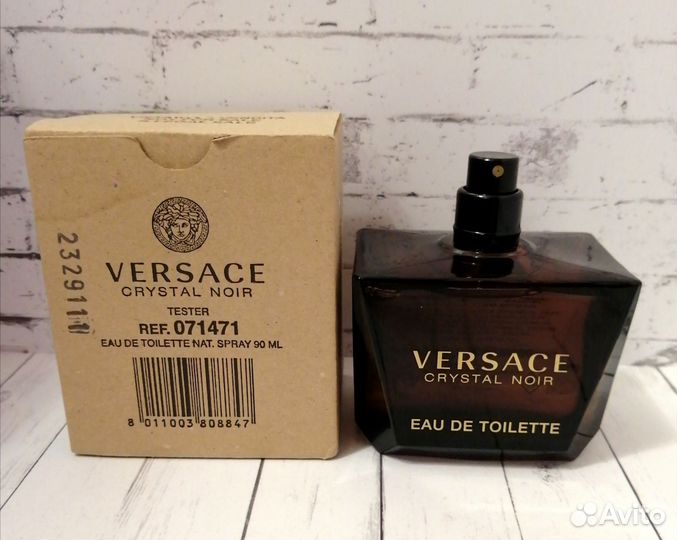 2329111
VERSACE
CRYSTAL NOIR
TESTER
REF. 071471
EAU DE TOILETTE NAT. SPRAY 90 ML
8 011003 808847
VERSACE
CRYSTAL NOIR
EAU DE TOILETTE
Avito